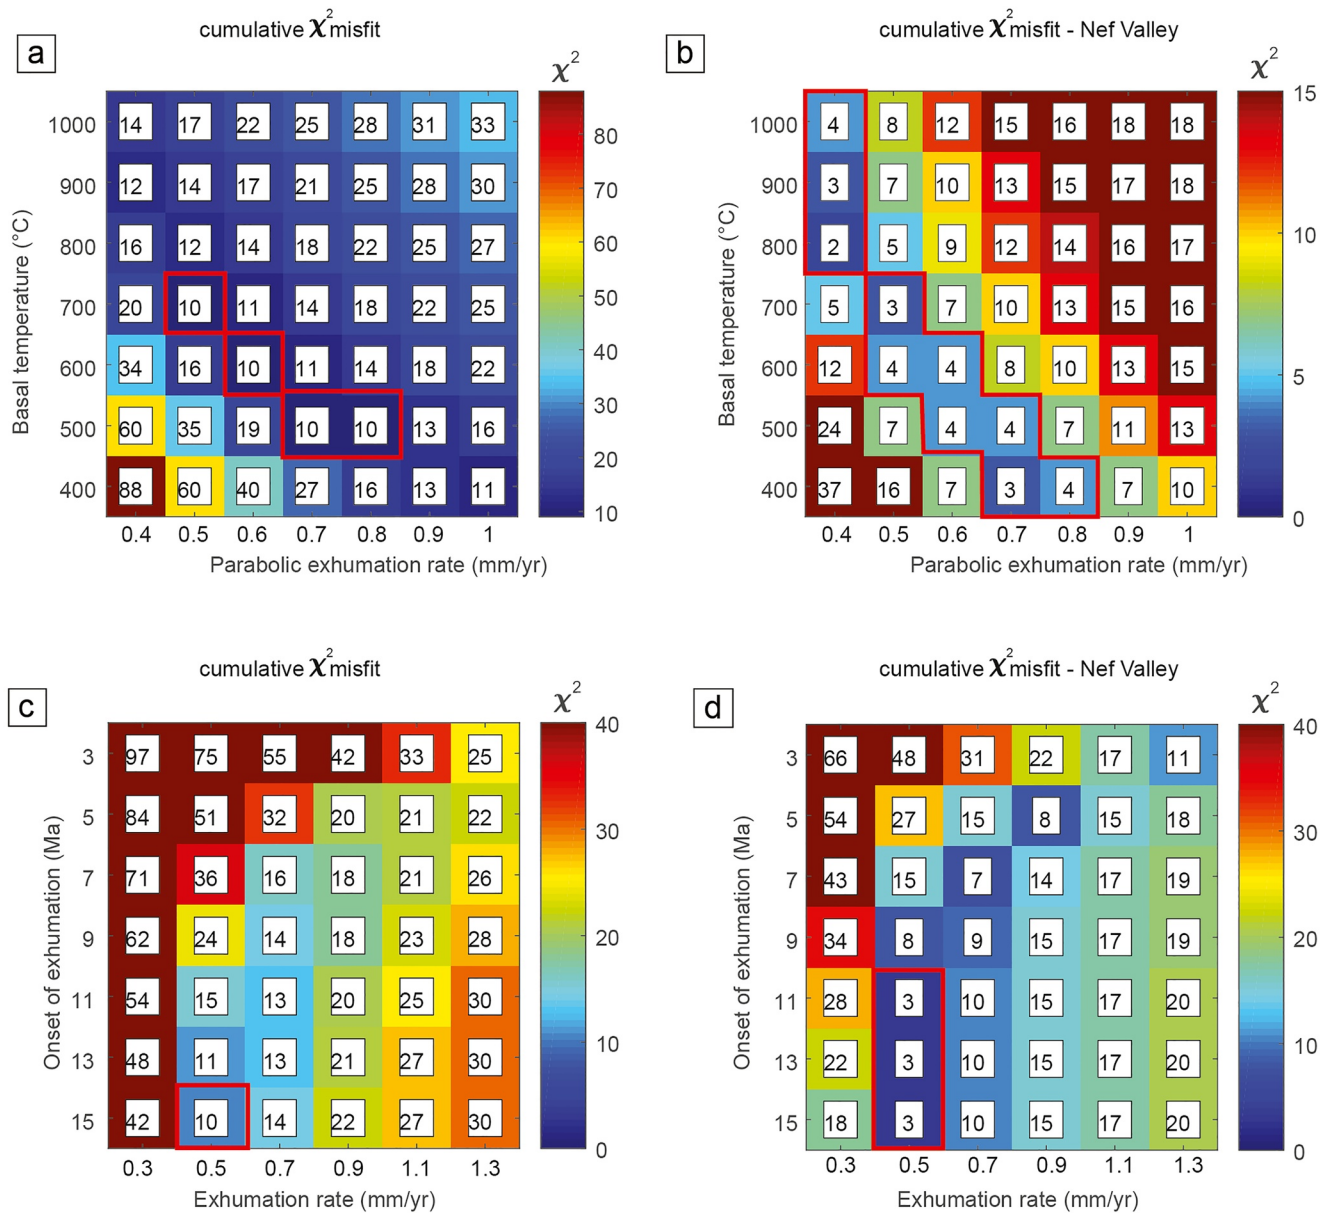 a
cumulative χ² misfit
χ²
1000 14 17 22 25 28 31 33
900 12 14 17 21 25 28 30
800 16 12 14 18 22 25 27
700 20 10 11 14 18 22 25
600 34 16 10 11 14 18 22
500 60 35 19 10 10 13 16
400 88 60 40 27 16 13 11
0.4 0.5 0.6 0.7 0.8 0.9 1
Basal temperature (°C)
Parabolic exhumation rate (mm/yr)
80
70
60
50
40
30
20
10
b
cumulative χ² misfit - Nef Valley
χ²
1000 4 8 12 15 16 18 18
900 3 7 10 13 15 17 18
800 2 5 9 12 14 16 17
700 5 3 7 10 13 15 16
600 12 4 4 8 10 13 15
500 24 7 4 4 7 11 13
400 37 16 7 3 4 7 10
0.4 0.5 0.6 0.7 0.8 0.9 1
Basal temperature (°C)
Parabolic exhumation rate (mm/yr)
15
10
5
0
c
cumulative χ² misfit
χ²
3 97 75 55 42 33 25
5 84 51 32 20 21 22
7 71 36 16 18 21 26
9 62 24 14 18 23 28
11 54 15 13 20 25 30
13 48 11 13 21 27 30
15 42 10 14 22 27 30
0.3 0.5 0.7 0.9 1.1 1.3
Onset of exhumation (Ma)
Exhumation rate (mm/yr)
40
30
20
10
0
d
cumulative χ² misfit - Nef Valley
χ²
3 66 48 31 22 17 11
5 54 27 15 8 15 18
7 43 15 7 14 17 19
9 34 8 9 15 17 19
11 28 3 10 15 17 20
13 22 3 10 15 17 20
15 18 3 10 15 17 20
0.3 0.5 0.7 0.9 1.1 1.3
Onset of exhumation (Ma)
Exhumation rate (mm/yr)
40
30
20
10
0